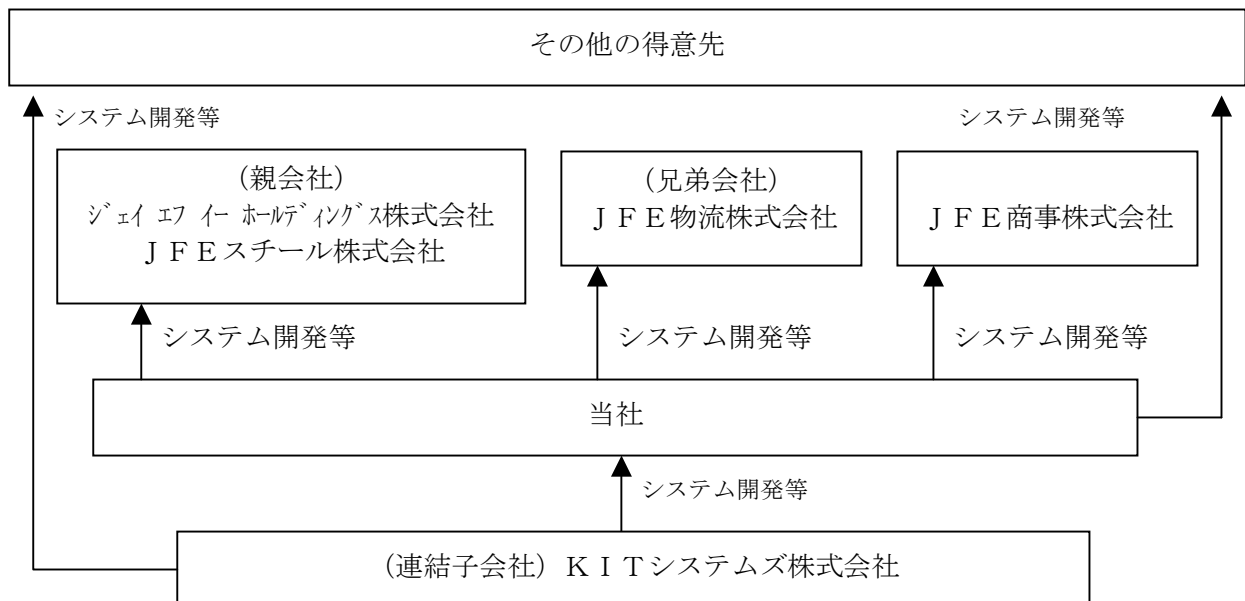 その他の得意先
システム開発等
システム開発等
(親会社)
ジェイ エフ イー ホールディングス株式会社
ＪＦＥスチール株式会社
(兄弟会社)
ＪＦＥ物流株式会社
ＪＦＥ商事株式会社
システム開発等
システム開発等
システム開発等
当社
システム開発等
(連結子会社) ＫＩＴシステムズ株式会社